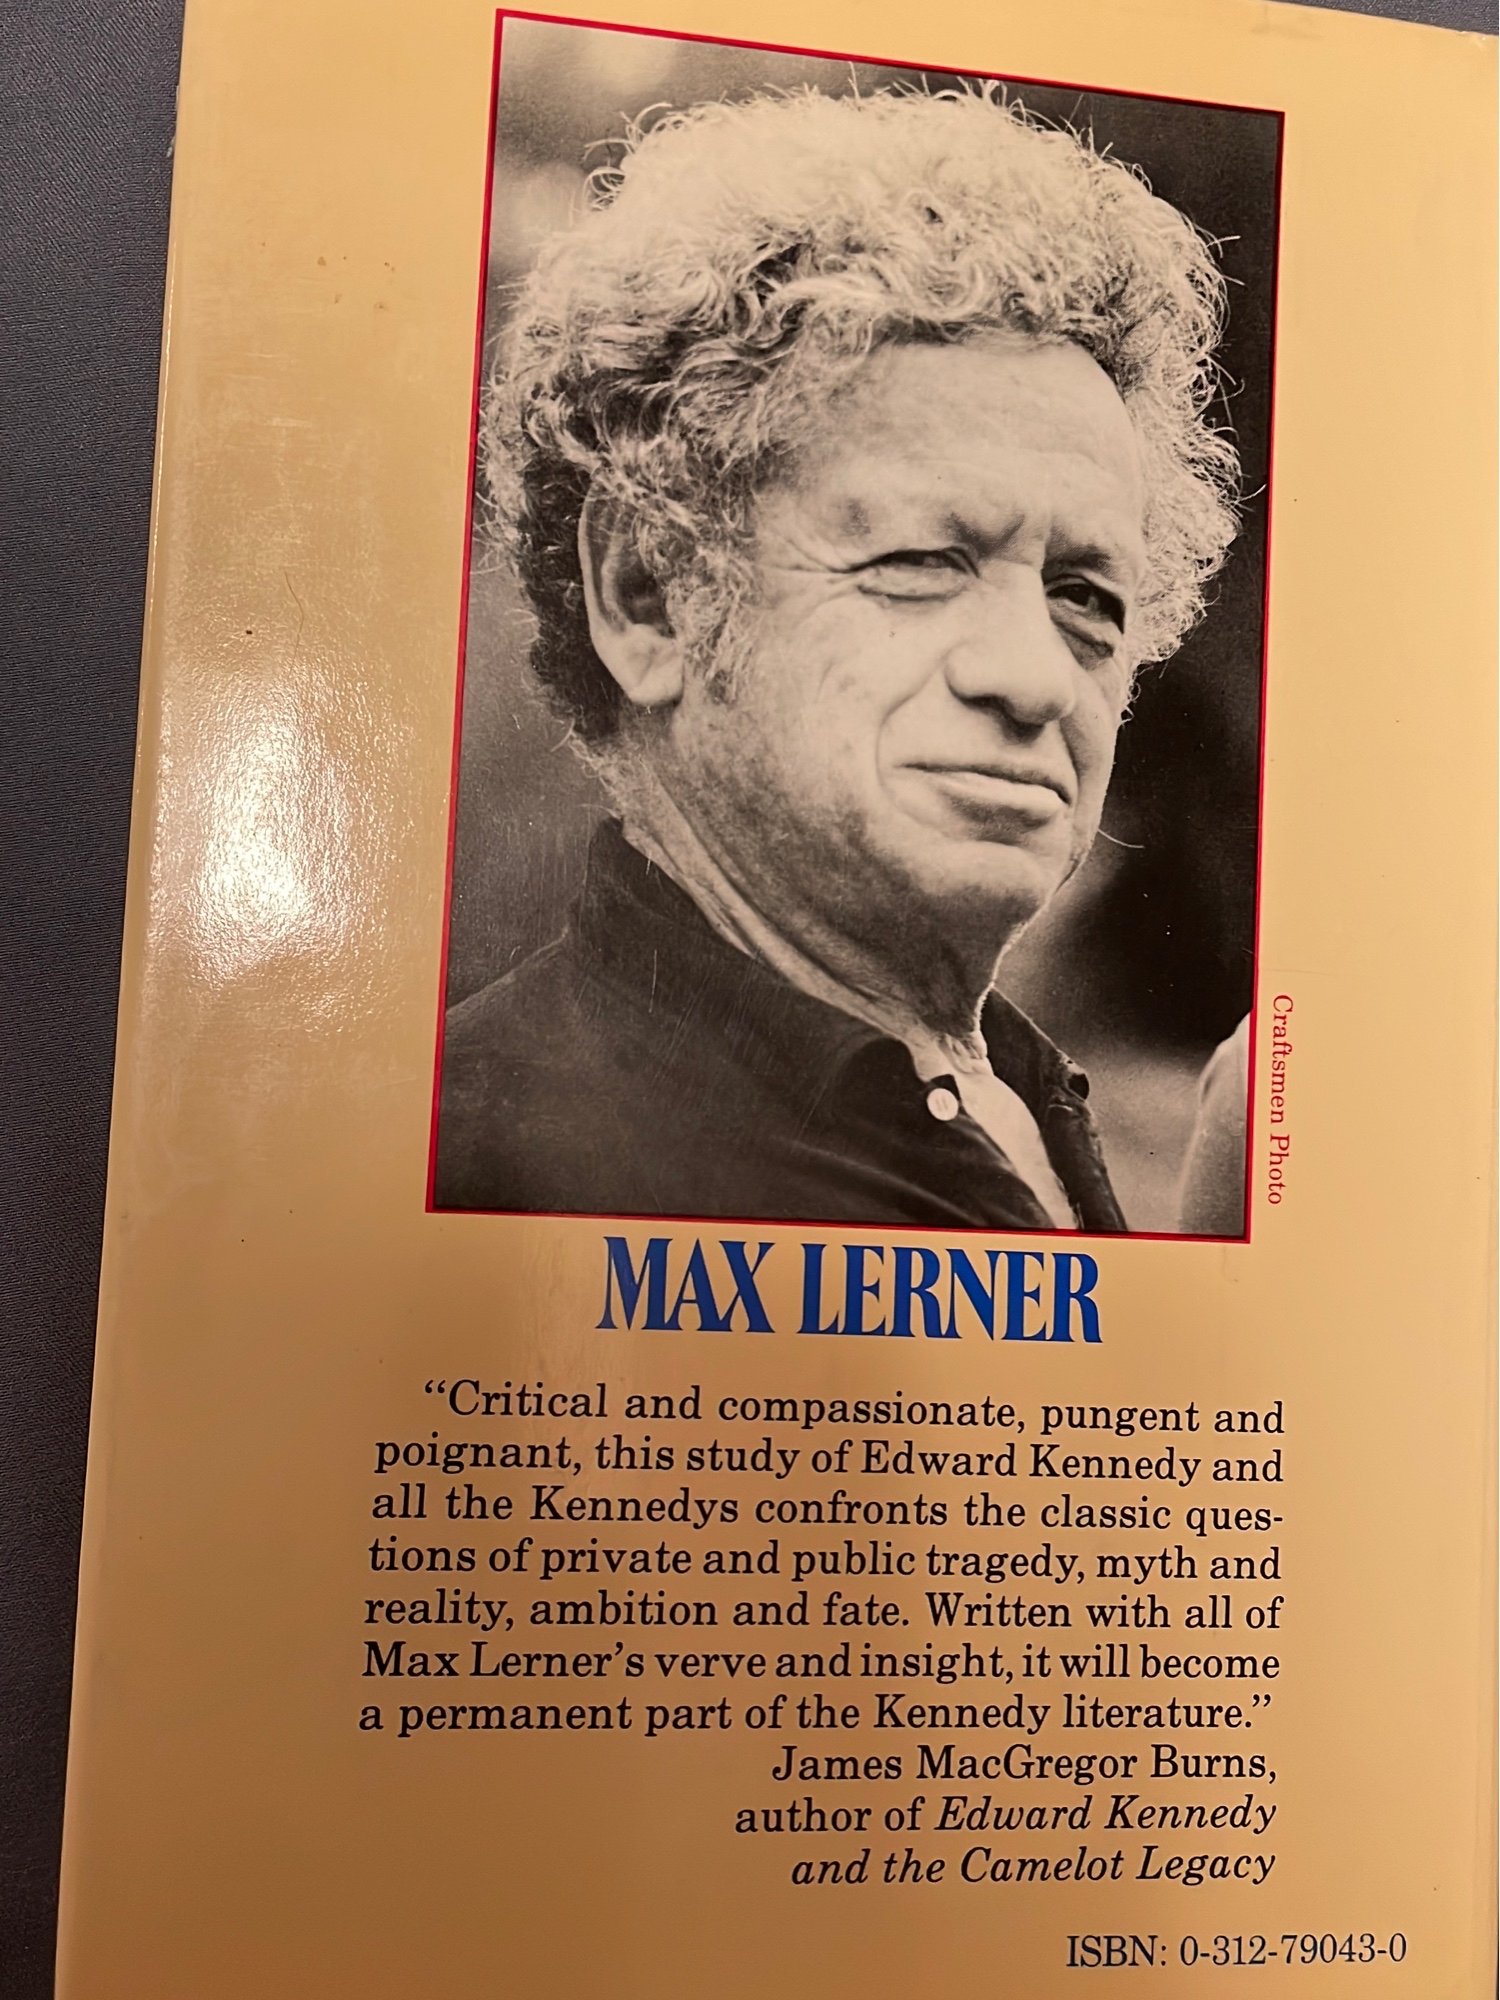 Craftsmen Photo
MAX LERNER
“Critical and compassionate, pungent and
poignant, this study of Edward Kennedy and
all the Kennedys confronts the classic ques-
tions of private and public tragedy, myth and
reality, ambition and fate. Written with all of
Max Lerner’s verve and insight, it will become
a permanent part of the Kennedy literature.”
James MacGregor Burns,
author of Edward Kennedy
and the Camelot Legacy
ISBN: 0-312-79043-0